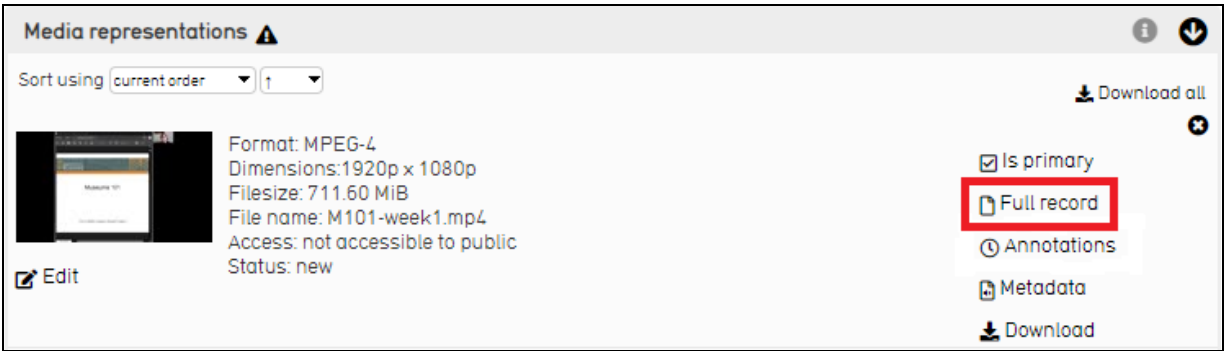 Media representations
Sort using current order ↑
Download all
Museums 101
Format: MPEG-4
Dimensions:1920p x 1080p
Filesize: 711.60 MiB
File name: M101-week1.mp4
Access: not accessible to public
Status: new
Edit
Is primary
Full record
Annotations
Metadata
Download